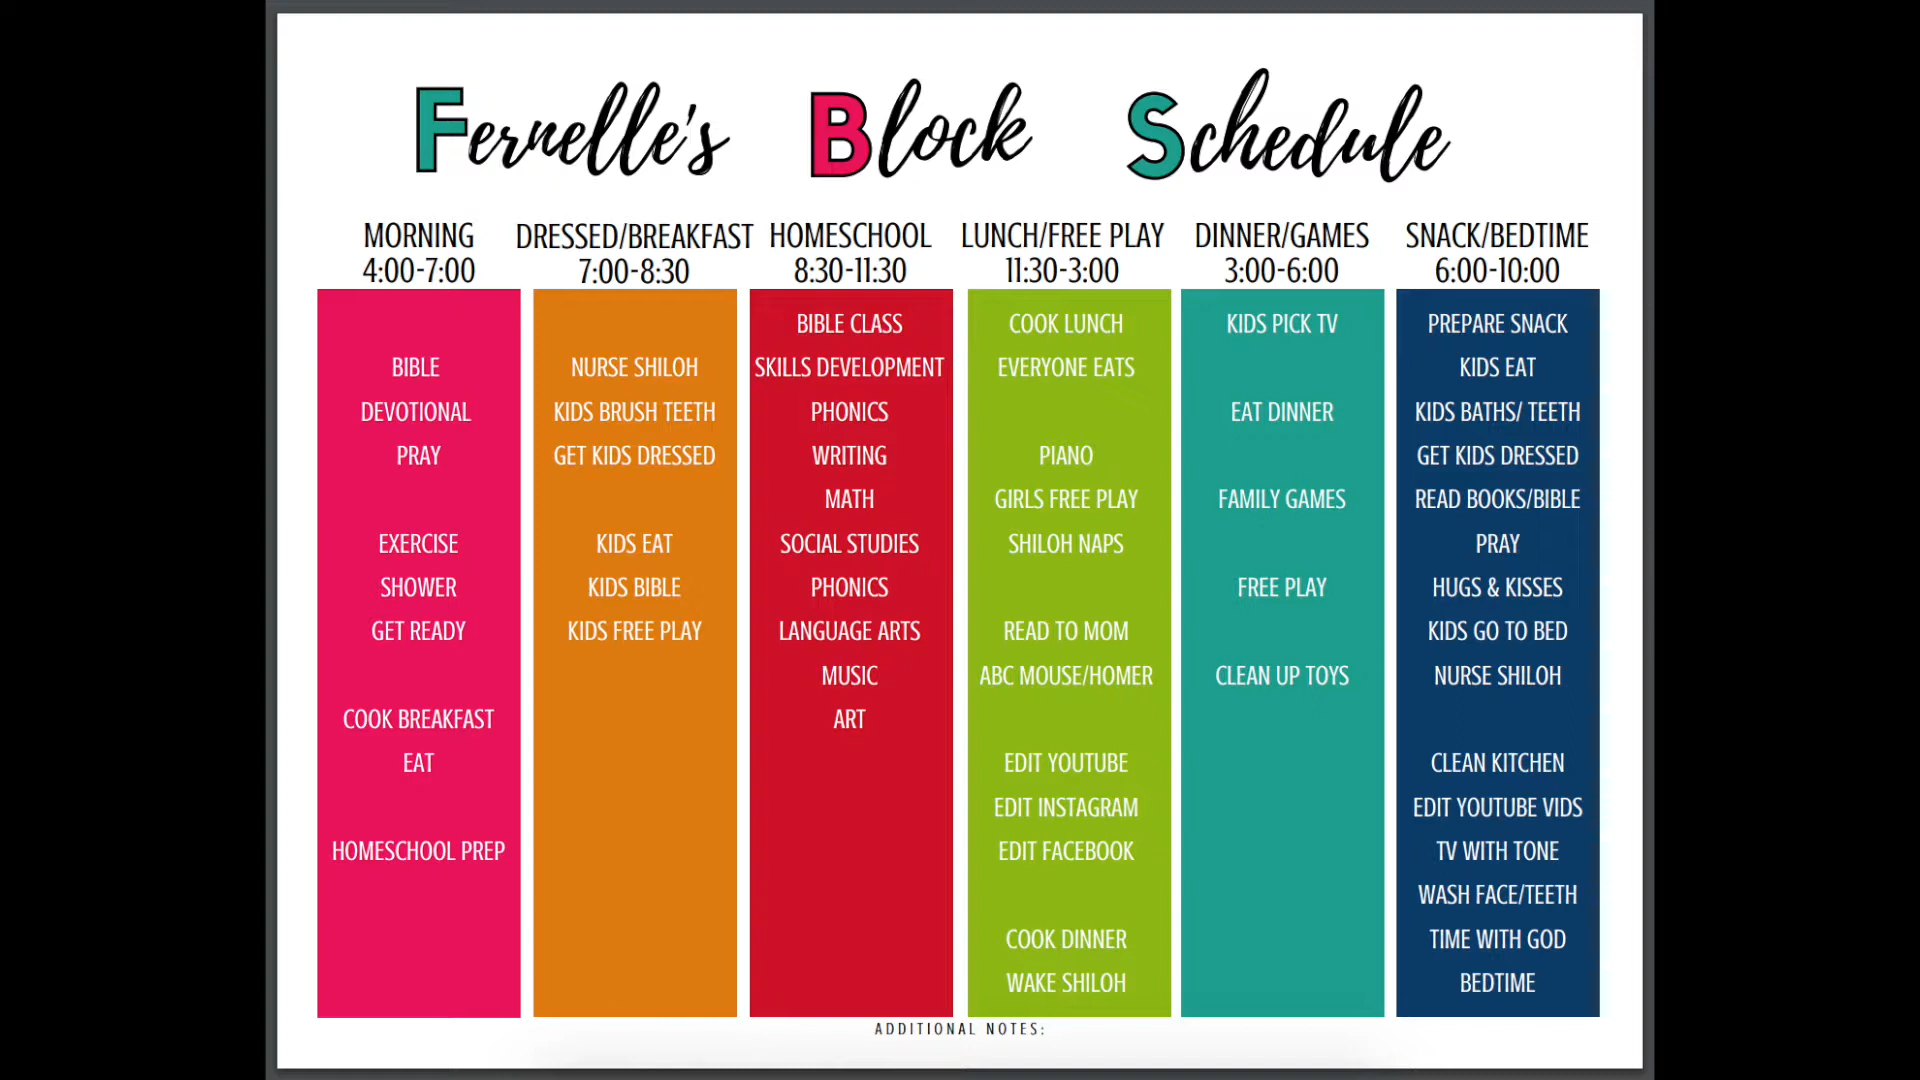 Fernelle's Block Schedule
MORNING
4:00-7:00
BIBLE
DEVOTIONAL
PRAY
EXERCISE
SHOWER
GET READY
COOK BREAKFAST
EAT
HOMESCHOOL PREP
DRESSED/BREAKFAST
7:00-8:30
NURSE SHILOH
KIDS BRUSH TEETH
GET KIDS DRESSED
KIDS EAT
KIDS BIBLE
KIDS FREE PLAY
HOMESCHOOL
8:30-11:30
BIBLE CLASS
SKILLS DEVELOPMENT
PHONICS
WRITING
MATH
SOCIAL STUDIES
PHONICS
LANGUAGE ARTS
MUSIC
ART
LUNCH/FREE PLAY
11:30-3:00
COOK LUNCH
EVERYONE EATS
PIANO
GIRLS FREE PLAY
SHILOH NAPS
READ TO MOM
ABC MOUSE/HOMER
EDIT YOUTUBE
EDIT INSTAGRAM
EDIT FACEBOOK
COOK DINNER
WAKE SHILOH
DINNER/GAMES
3:00-6:00
KIDS PICK TV
EAT DINNER
FAMILY GAMES
FREE PLAY
CLEAN UP TOYS
SNACK/BEDTIME
6:00-10:00
PREPARE SNACK
KIDS EAT
KIDS BATHS/ TEETH
GET KIDS DRESSED
READ BOOKS/BIBLE
PRAY
HUGS & KISSES
KIDS GO TO BED
NURSE SHILOH
CLEAN KITCHEN
EDIT YOUTUBE VIDS
TV WITH TONE
WASH FACE/TEETH
TIME WITH GOD
BEDTIME
ADDITIONAL NOTES: